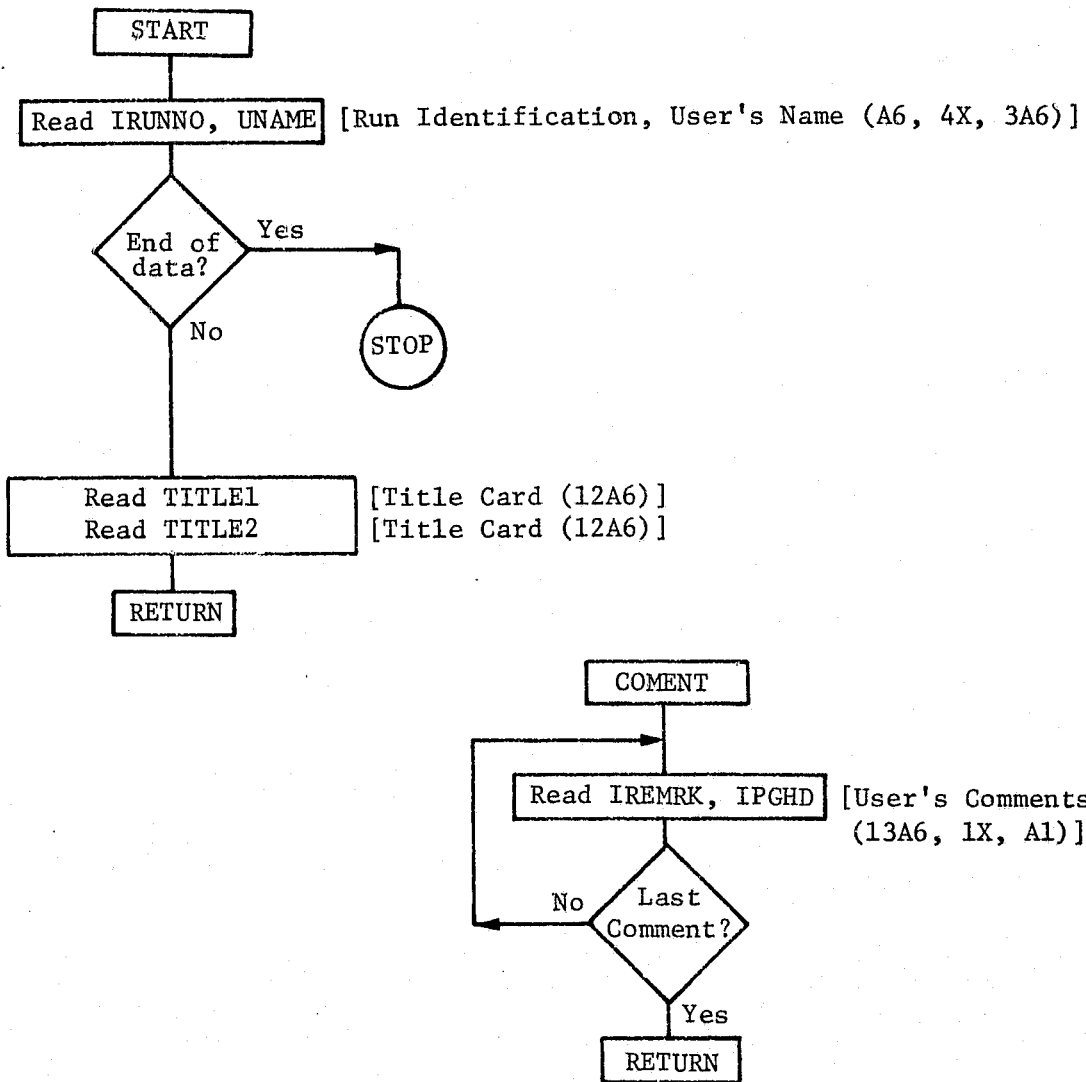 START
Read IRUNNO, UNAME [Run Identification, User's Name (A6, 4X, 3A6)]
End of
data?
Yes
No
STOP
Read TITLE1 [Title Card (12A6)]
Read TITLE2 [Title Card (12A6)]
RETURN
COMENT
Read IREMRK, IPGHD [User's Comments
(13A6, 1X, A1)]
Last
Comment?
No
Yes
RETURN